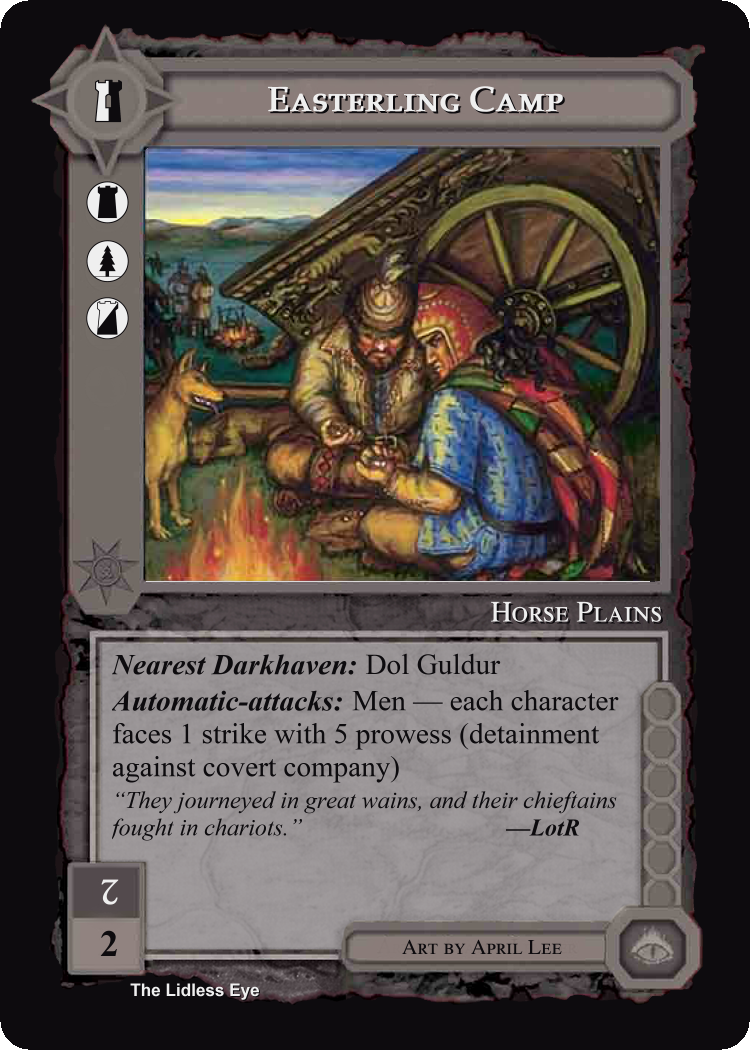 Easterling Camp
Horse Plains
Nearest Darkhaven: Dol Guldur
Automatic-attacks: Men — each character
faces 1 strike with 5 prowess (detainment
against covert company)
“They journeyed in great wains, and their chieftains
fought in chariots.” —LotR
2
2
Art by April Lee
The Lidless Eye